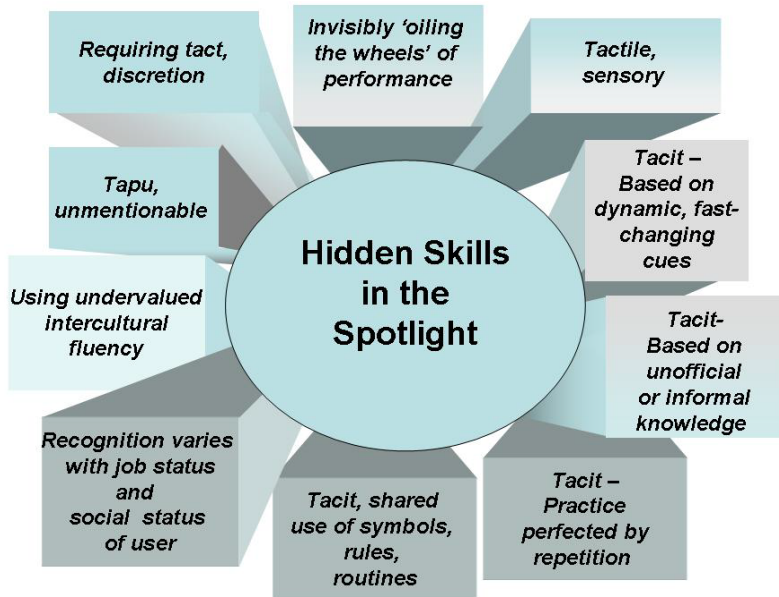 Requiring tact,
discretion
Invisibly ‘oiling
the wheels’ of
performance
Tactile,
sensory
Tapu,
unmentionable
Tacit –
Based on
dynamic, fast-
changing
cues
Hidden Skills
in the
Spotlight
Using undervalued
intercultural
fluency
Tacit-
Based on
unofficial
or informal
knowledge
Recognition varies
with job status
and
social status
of user
Tacit, shared
use of symbols,
rules,
routines
Tacit –
Practice
perfected by
repetition